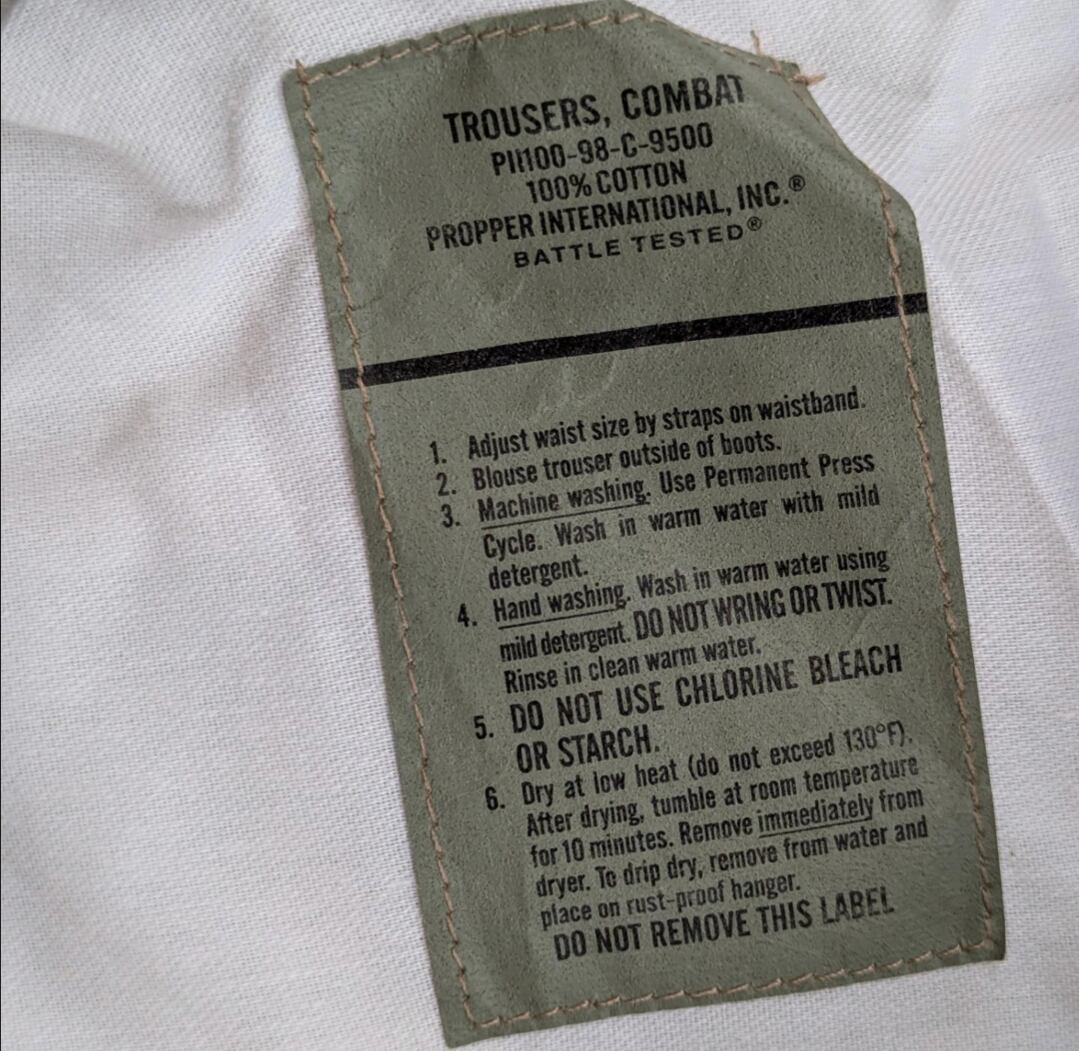 TROUSERS, COMBAT
PII100-98-C-9500
100% COTTON
PROPPER INTERNATIONAL, INC.®
BATTLE TESTED®
1. Adjust waist size by straps on waistband.
2. Blouse trouser outside of boots.
3. Machine washing. Use Permanent Press
Cycle. Wash in warm water with mild
detergent.
4. Hand washing. Wash in warm water using
mild detergent. DO NOT WRING OR TWIST.
Rinse in clean warm water.
5. DO NOT USE CHLORINE BLEACH
OR STARCH.
6. Dry at low heat (do not exceed 130°F).
After drying, tumble at room temperature
for 10 minutes. Remove immediately from
dryer. To drip dry, remove from water and
place on rust-proof hanger.
DO NOT REMOVE THIS LABEL